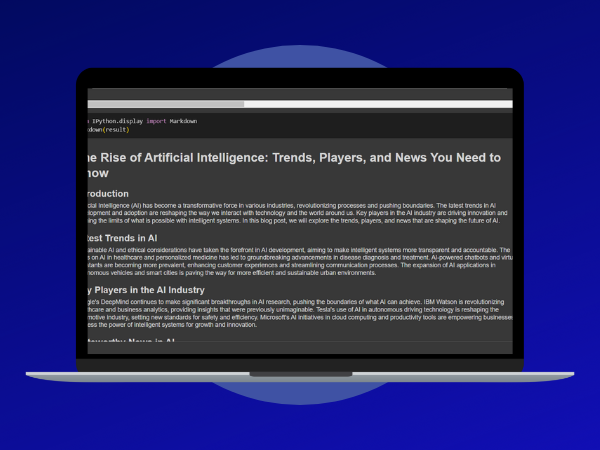 IPython.display import Markdown
kdown(result)
he Rise of Artificial Intelligence: Trends, Players, and News You Need to
now
roduction
cial Intelligence (AI) has become a transformative force in various industries, revolutionizing processes and pushing boundaries. The latest trends in AI
lopment and adoption are reshaping the way we interact with technology and the world around us. Key players in the AI industry are driving innovation and
ing the limits of what is possible with intelligent systems. In this blog post, we will explore the trends, players, and news that are shaping the future of AI.
test Trends in AI
ainable AI and ethical considerations have taken the forefront in AI development, aiming to make intelligent systems more transparent and accountable. The
s on AI in healthcare and personalized medicine has led to groundbreaking advancements in disease diagnosis and treatment. AI-powered chatbots and virtu
stants are becoming more prevalent, enhancing customer experiences and streamlining communication processes. The expansion of AI applications in
nomous vehicles and smart cities is paving the way for more efficient and sustainable urban environments.
y Players in the AI Industry
gle's DeepMind continues to make significant breakthroughs in AI research, pushing the boundaries of what AI can achieve. IBM Watson is revolutionizing
thcare and business analytics, providing insights that were previously unimaginable. Tesla's use of AI in autonomous driving technology is reshaping the
motive industry, setting new standards for safety and efficiency. Microsoft's AI initiatives in cloud computing and productivity tools are empowering businesses
ess the power of intelligent systems for growth and innovation.
Noteworthy News in AI